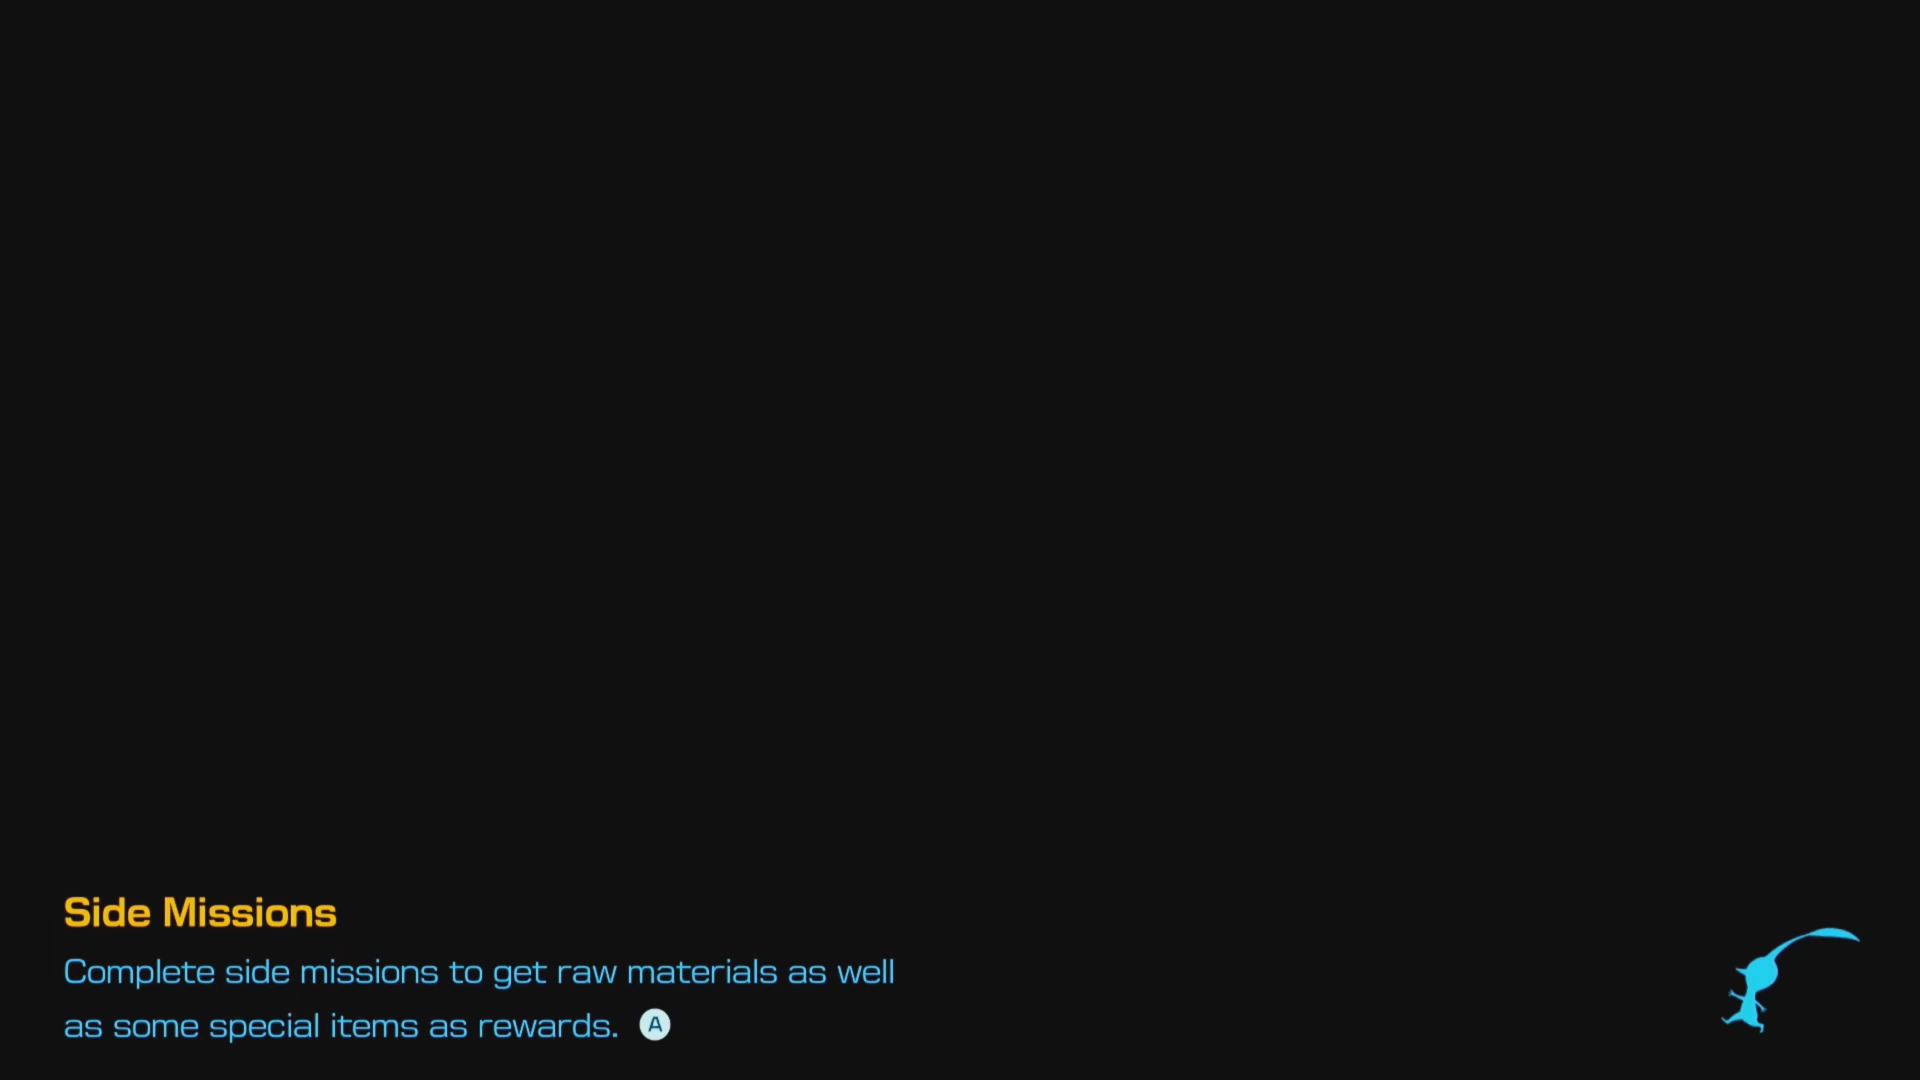 Side Missions
Complete side missions to get raw materials as well
as some special items as rewards. A